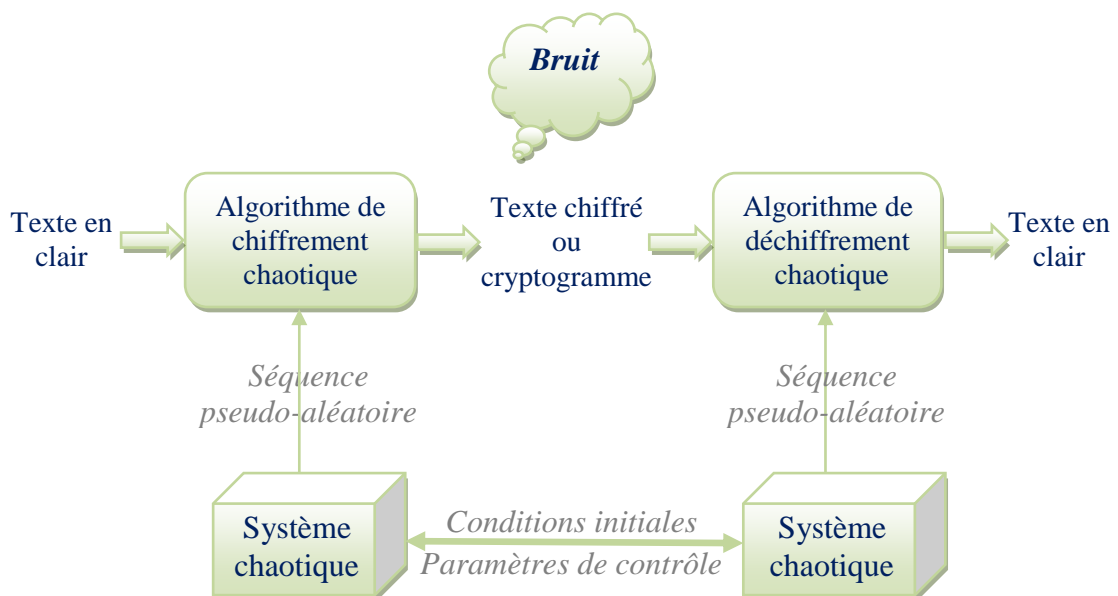 Bruit
Texte en
clair
Algorithme de
chiffrement
chaotique
Texte chiffré
ou
cryptogramme
Algorithme de
déchiffrement
chaotique
Texte en
clair
Séquence
pseudo-aléatoire
Séquence
pseudo-aléatoire
Système
chaotique
Conditions initiales
Paramètres de contrôle
Système
chaotique